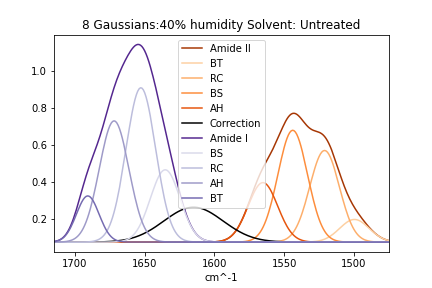 8 Gaussians:40% humidity Solvent: Untreated
1.0
0.8
0.6
0.4
0.2
Amide II
BT
RC
BS
AH
Correction
Amide I
BS
RC
AH
BT
1700 1650 1600 1550 1500
cm^-1